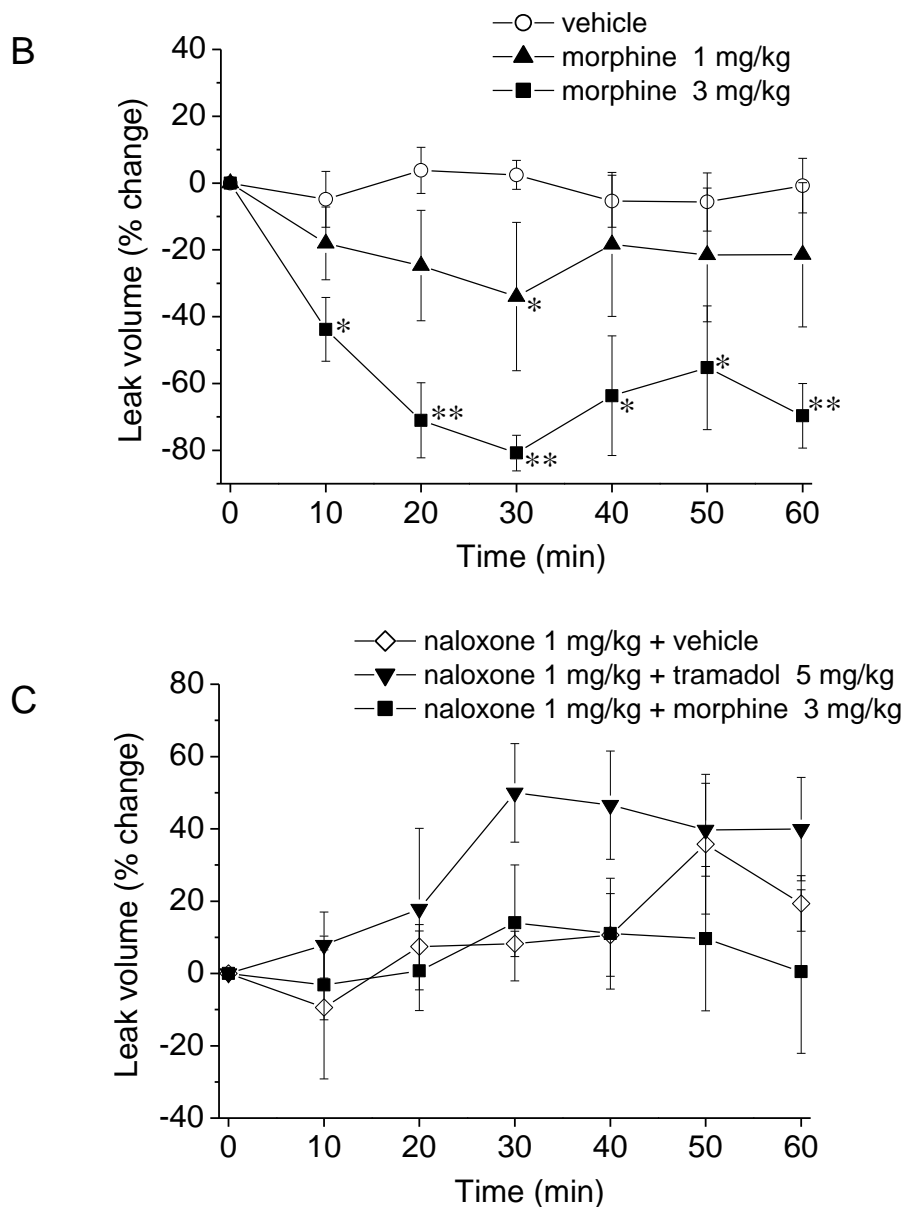 B
vehicle
morphine 1 mg/kg
morphine 3 mg/kg
Leak volume (% change)
40
20
0
-20
-40
-60
-80
*
*
**
**
*
*
**
0 10 20 30 40 50 60
Time (min)
C
naloxone 1 mg/kg + vehicle
naloxone 1 mg/kg + tramadol 5 mg/kg
naloxone 1 mg/kg + morphine 3 mg/kg
Leak volume (% change)
80
60
40
20
0
-20
-40
0 10 20 30 40 50 60
Time (min)